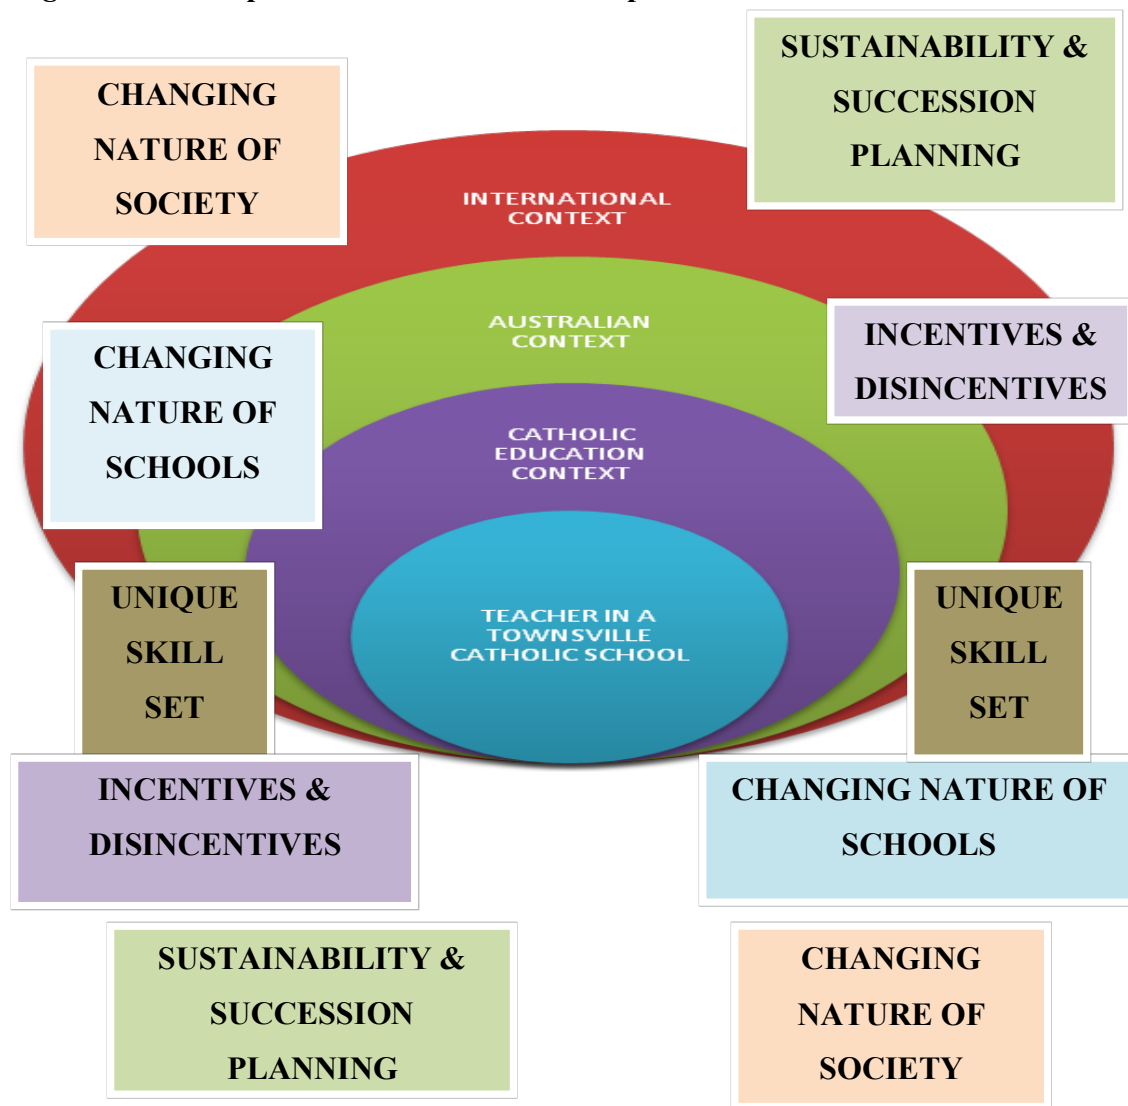 CHANGING
NATURE OF
SOCIETY
SUSTAINABILITY &
SUCCESSION
PLANNING
INTERNATIONAL
CONTEXT
AUSTRALIAN
CONTEXT
INCENTIVES &
DISINCENTIVES
CHANGING
NATURE OF
SCHOOLS
CATHOLIC
EDUCATION
CONTEXT
UNIQUE
SKILL
SET
TEACHER IN A
TOWNSVILLE
CATHOLIC SCHOOL
UNIQUE
SKILL
SET
INCENTIVES &
DISINCENTIVES
CHANGING NATURE OF
SCHOOLS
SUSTAINABILITY &
SUCCESSION
PLANNING
CHANGING
NATURE OF
SOCIETY